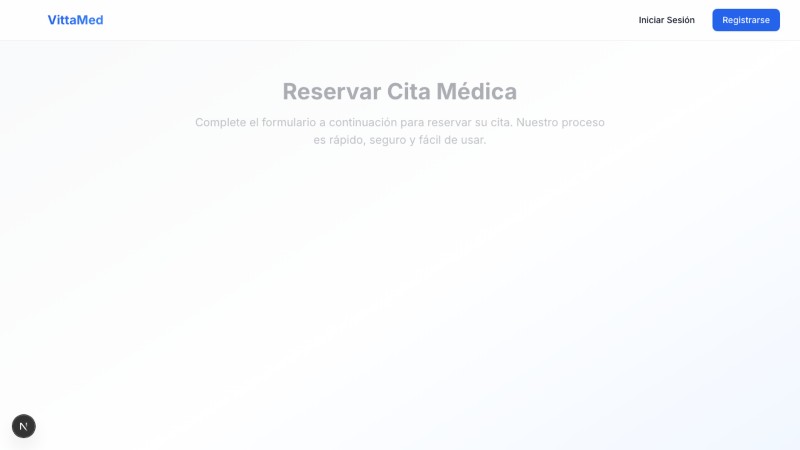 VittaMed
Iniciar Sesión
Registrarse
Reservar Cita Médica
Complete el formulario a continuación para reservar su cita. Nuestro proceso
es rápido, seguro y fácil de usar.
N